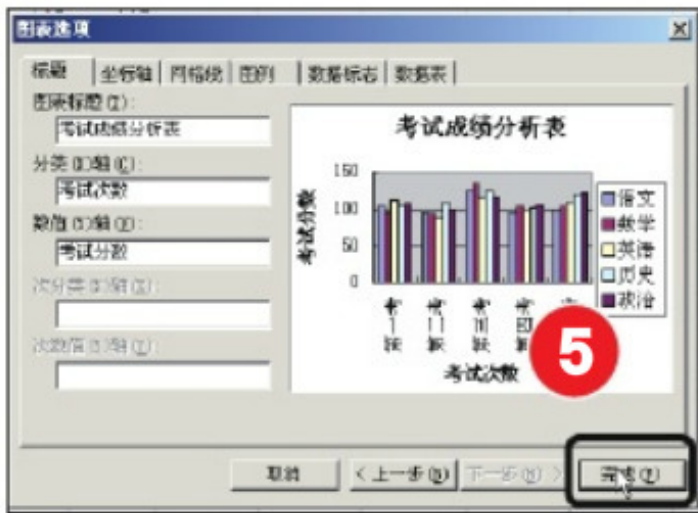 图表选项
标题 坐标轴 网格线 图例 数据标志 数据表
图表标题(T):
考试成绩分析表
分类(X)轴(C):
考试次数
数值(Y)轴(V):
考试分数
次分类(X)轴(X):
次数值(Y)轴(Y):
考试成绩分析表
考试分数
150
100
50
0
语文
数学
英语
历史
政治
考试次数
5
取消 <上一步(B) 下一步(N)> 完成(F)